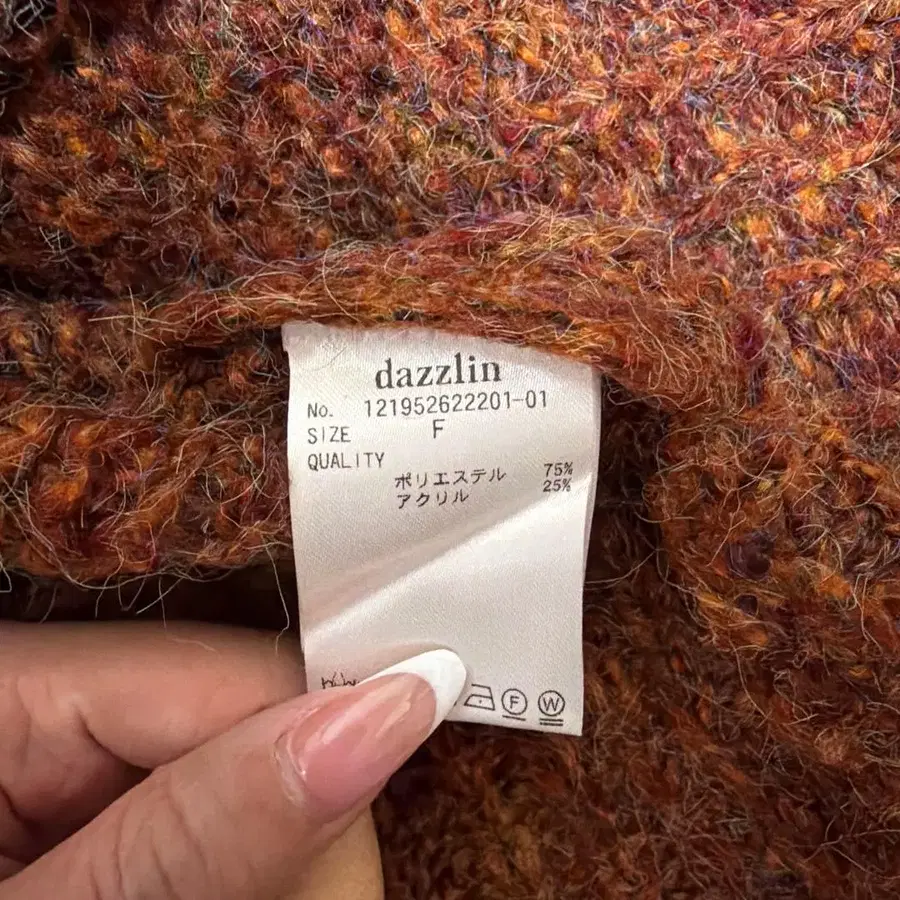 dazzlin
No. 121952622201-01
SIZE F
QUALITY
ポリエステル 75%
アクリル 25%
F W